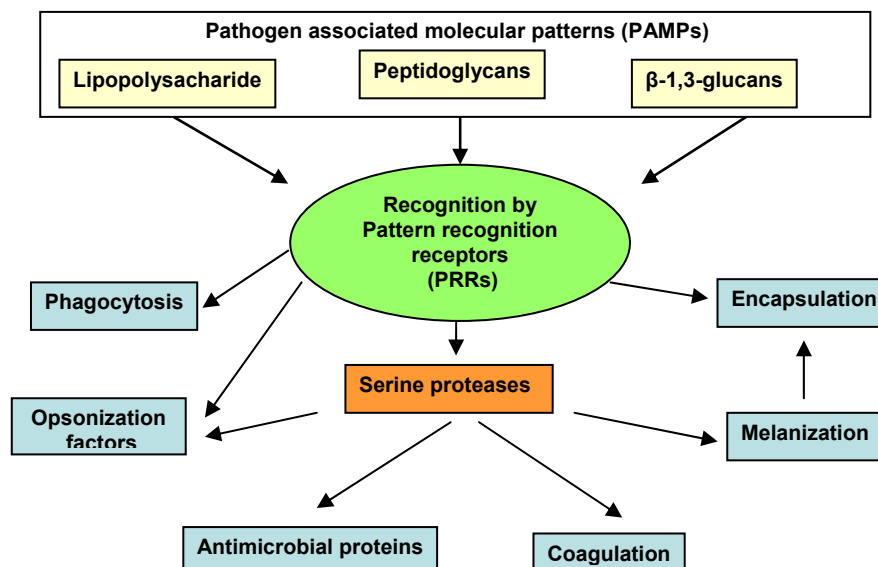 Pathogen associated molecular patterns (PAMPs)
Lipopolysacharide
Peptidoglycans
β-1,3-glucans
Recognition by
Pattern recognition
receptors
(PRRs)
Phagocytosis
Encapsulation
Serine proteases
Opsonization
factors
Melanization
Antimicrobial proteins
Coagulation